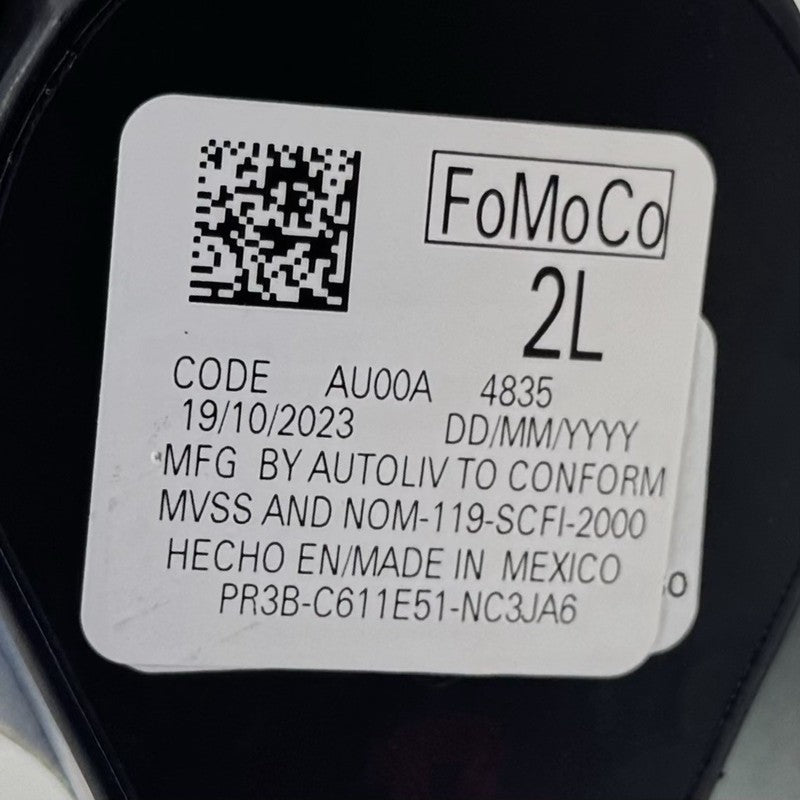 FoMoCo
2L
CODE AU00A 4835
19/10/2023 DD/MM/YYYY
MFG BY AUTOLIV TO CONFORM
MVSS AND NOM-119-SCFI-2000
HECHO EN/MADE IN MEXICO
PR3B-C611E51-NC3JA6